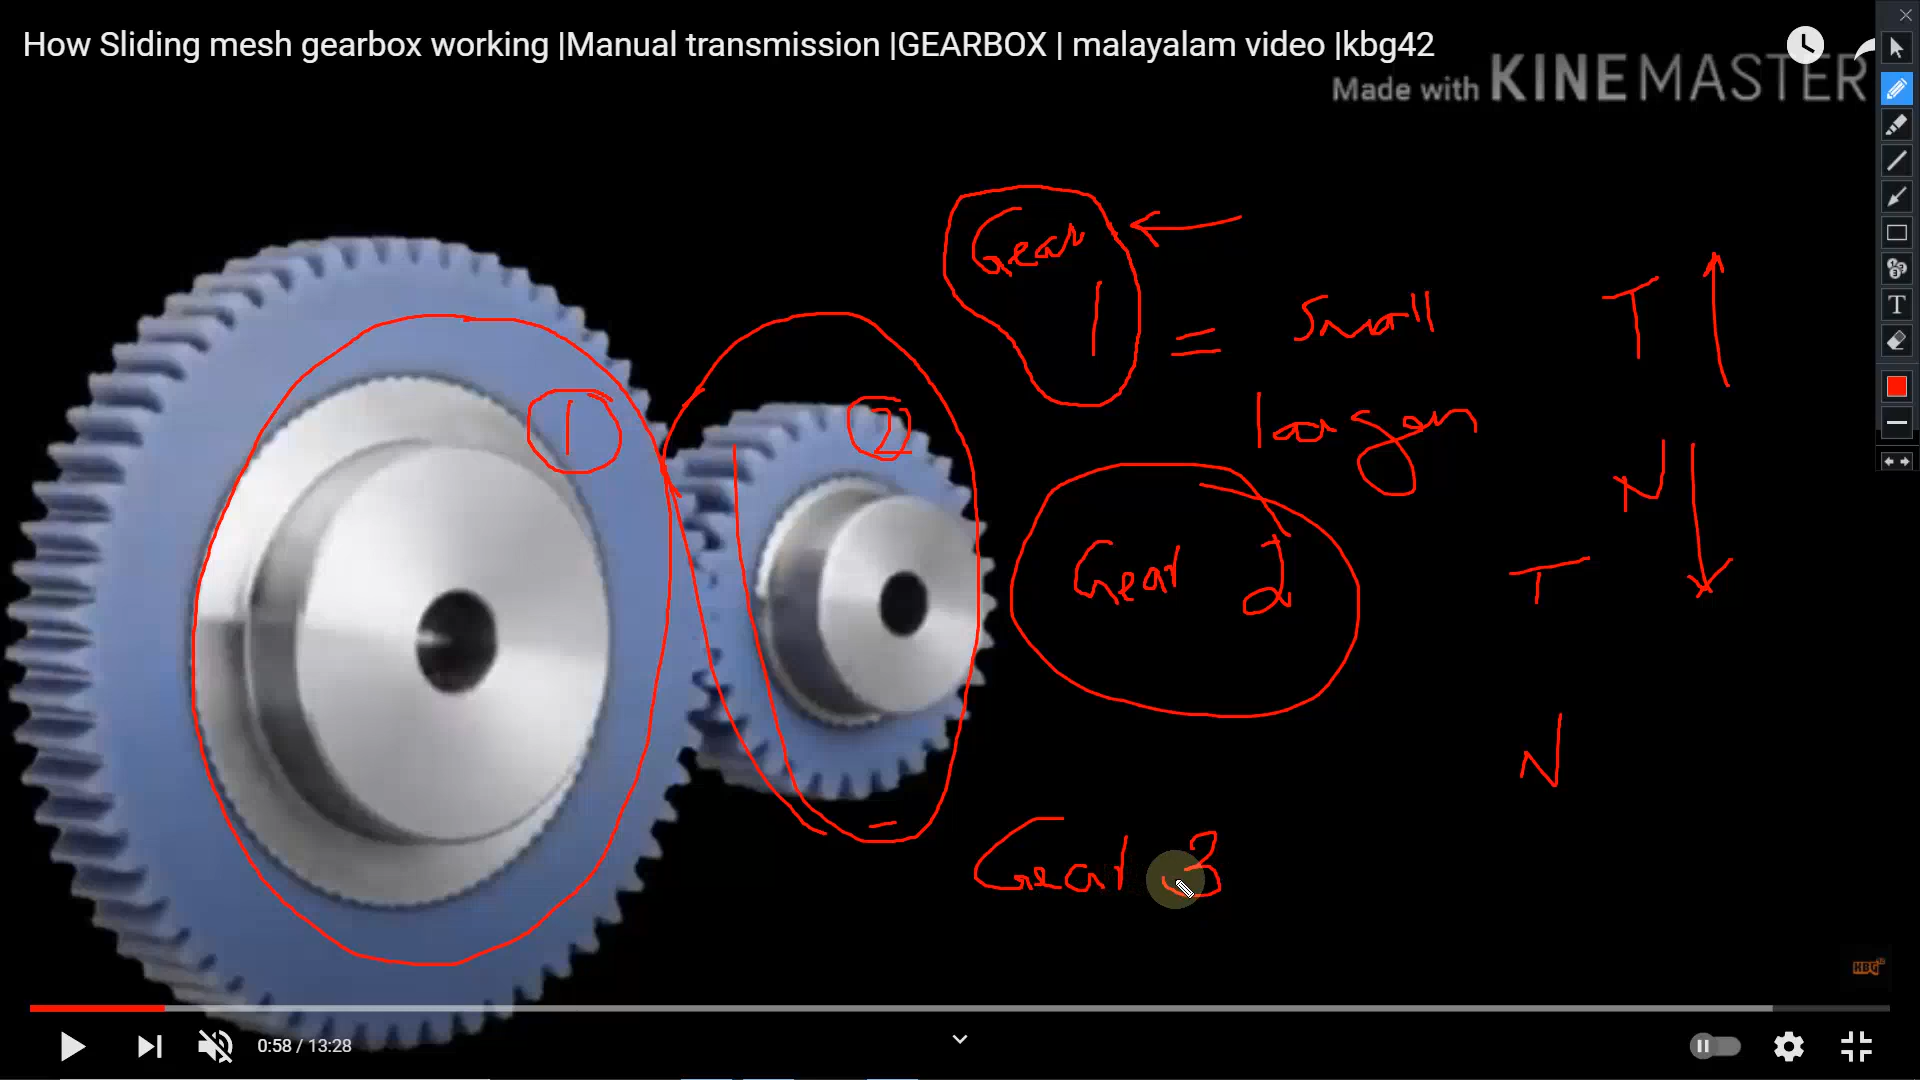 How Sliding mesh gearbox working |Manual transmission |GEARBOX | malayalam video |kbg42
Made with KINEMASTER
Gear
1
= Small
T
1
2
larger
N
Gear 2
T
N
Gear 3
KBG
0:58 / 13:28